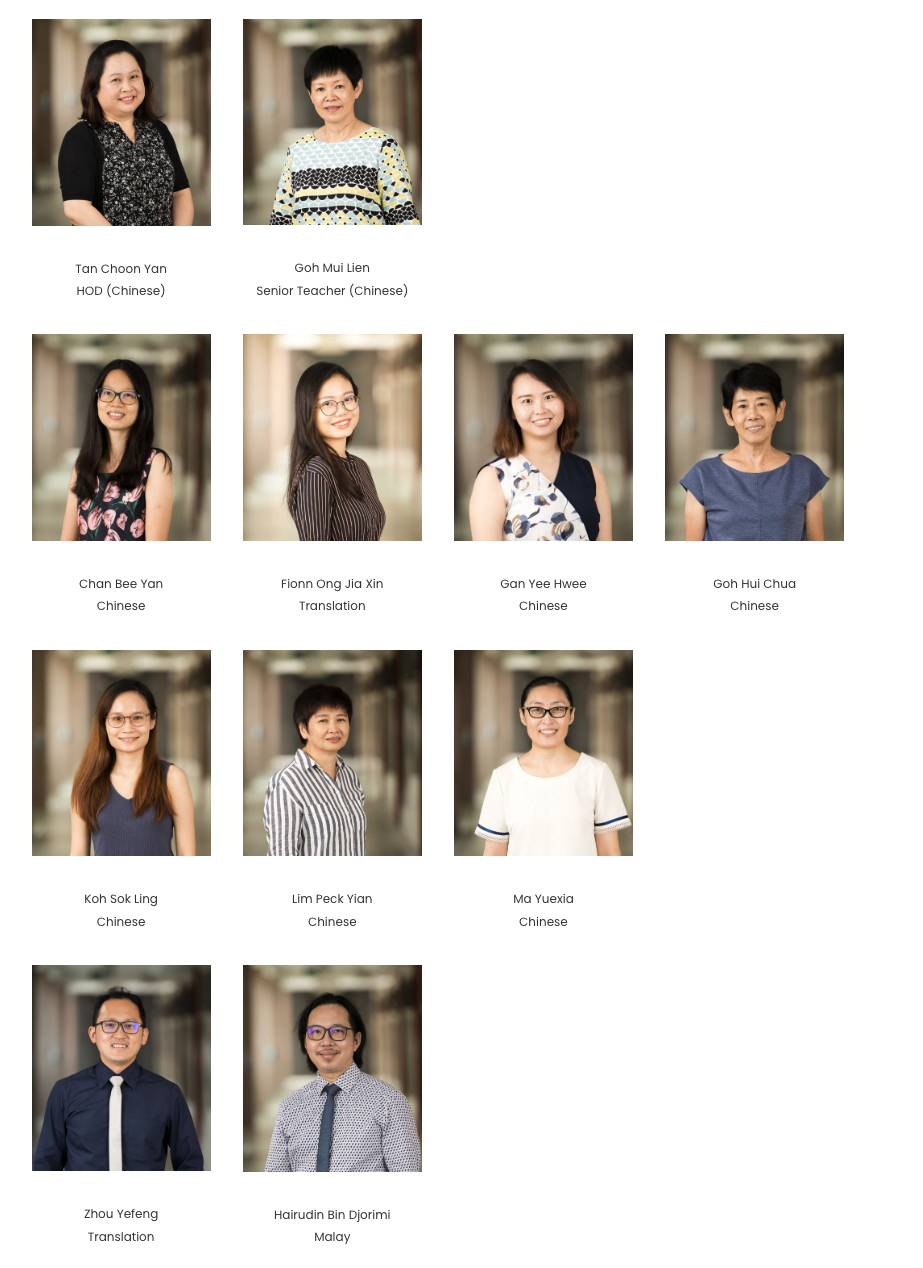 Tan Choon Yan
HOD (Chinese)
Goh Mui Lien
Senior Teacher (Chinese)
Chan Bee Yan
Chinese
Fionn Ong Jia Xin
Translation
Gan Yee Hwee
Chinese
Goh Hui Chua
Chinese
Koh Sok Ling
Chinese
Lim Peck Yian
Chinese
Ma Yuexia
Chinese
Zhou Yefeng
Translation
Hairudin Bin Djorimi
Malay